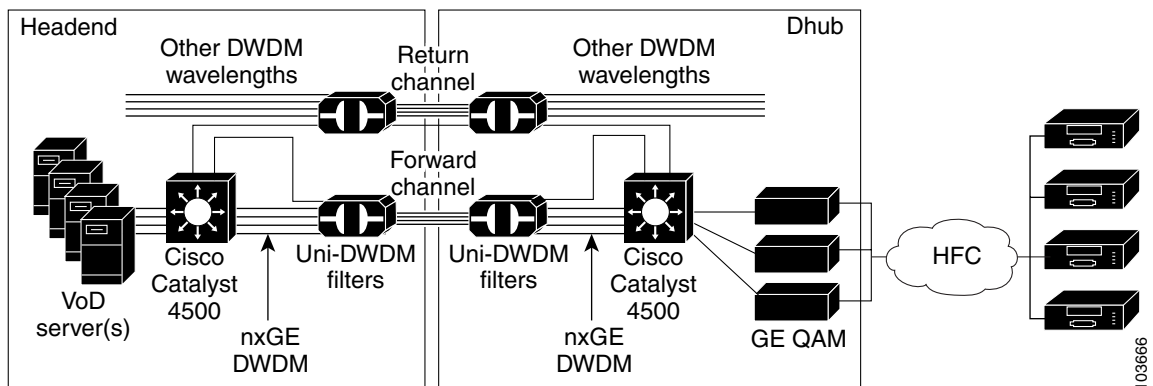 Headend
Dhub
Other DWDM
wavelengths
Return
channel
Other DWDM
wavelengths
Forward
channel
Cisco
Catalyst
4500
Uni-DWDM
filters
Uni-DWDM
filters
Cisco
Catalyst
4500
HFC
VoD
server(s)
nxGE
DWDM
nxGE
DWDM
GE QAM
103666